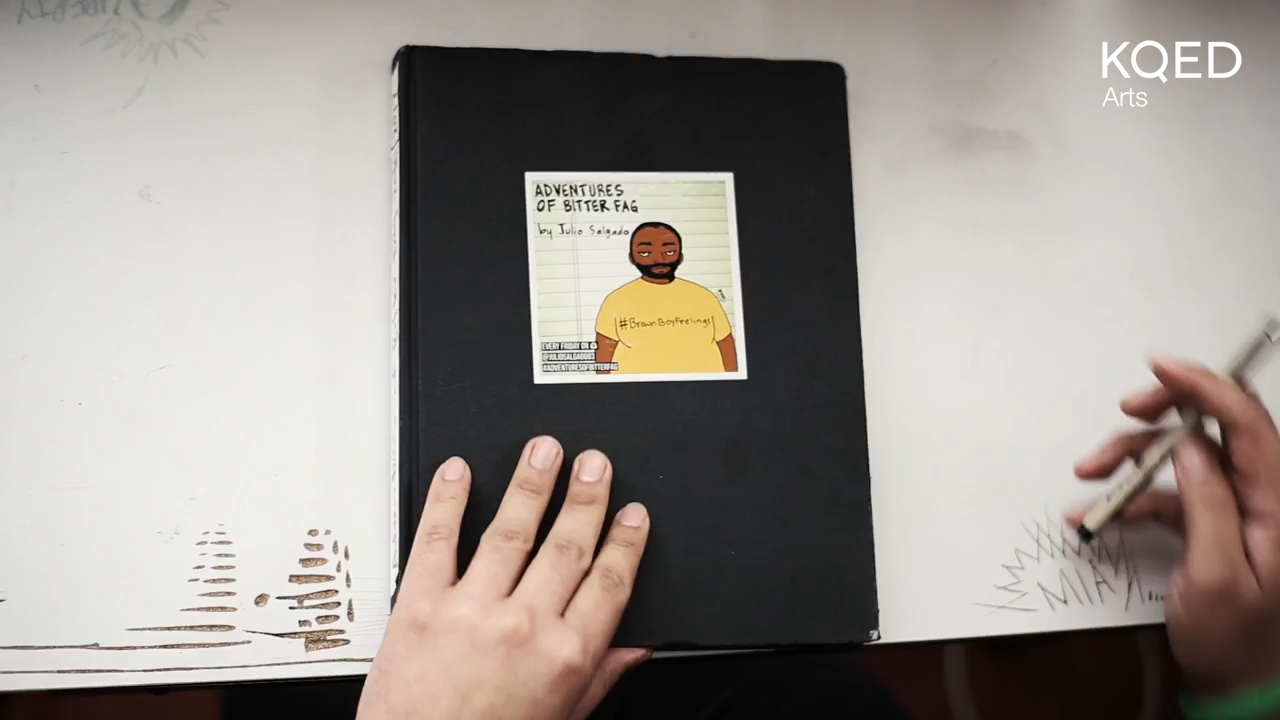 KQED
Arts
ADVENTURES
OF BITTER FAG
by Julio Salgado
#BrownBoyFeelings
EVERY FRIDAY ON
@JULIOSALGADO83
#ADVENTURESOFBITTERFAG